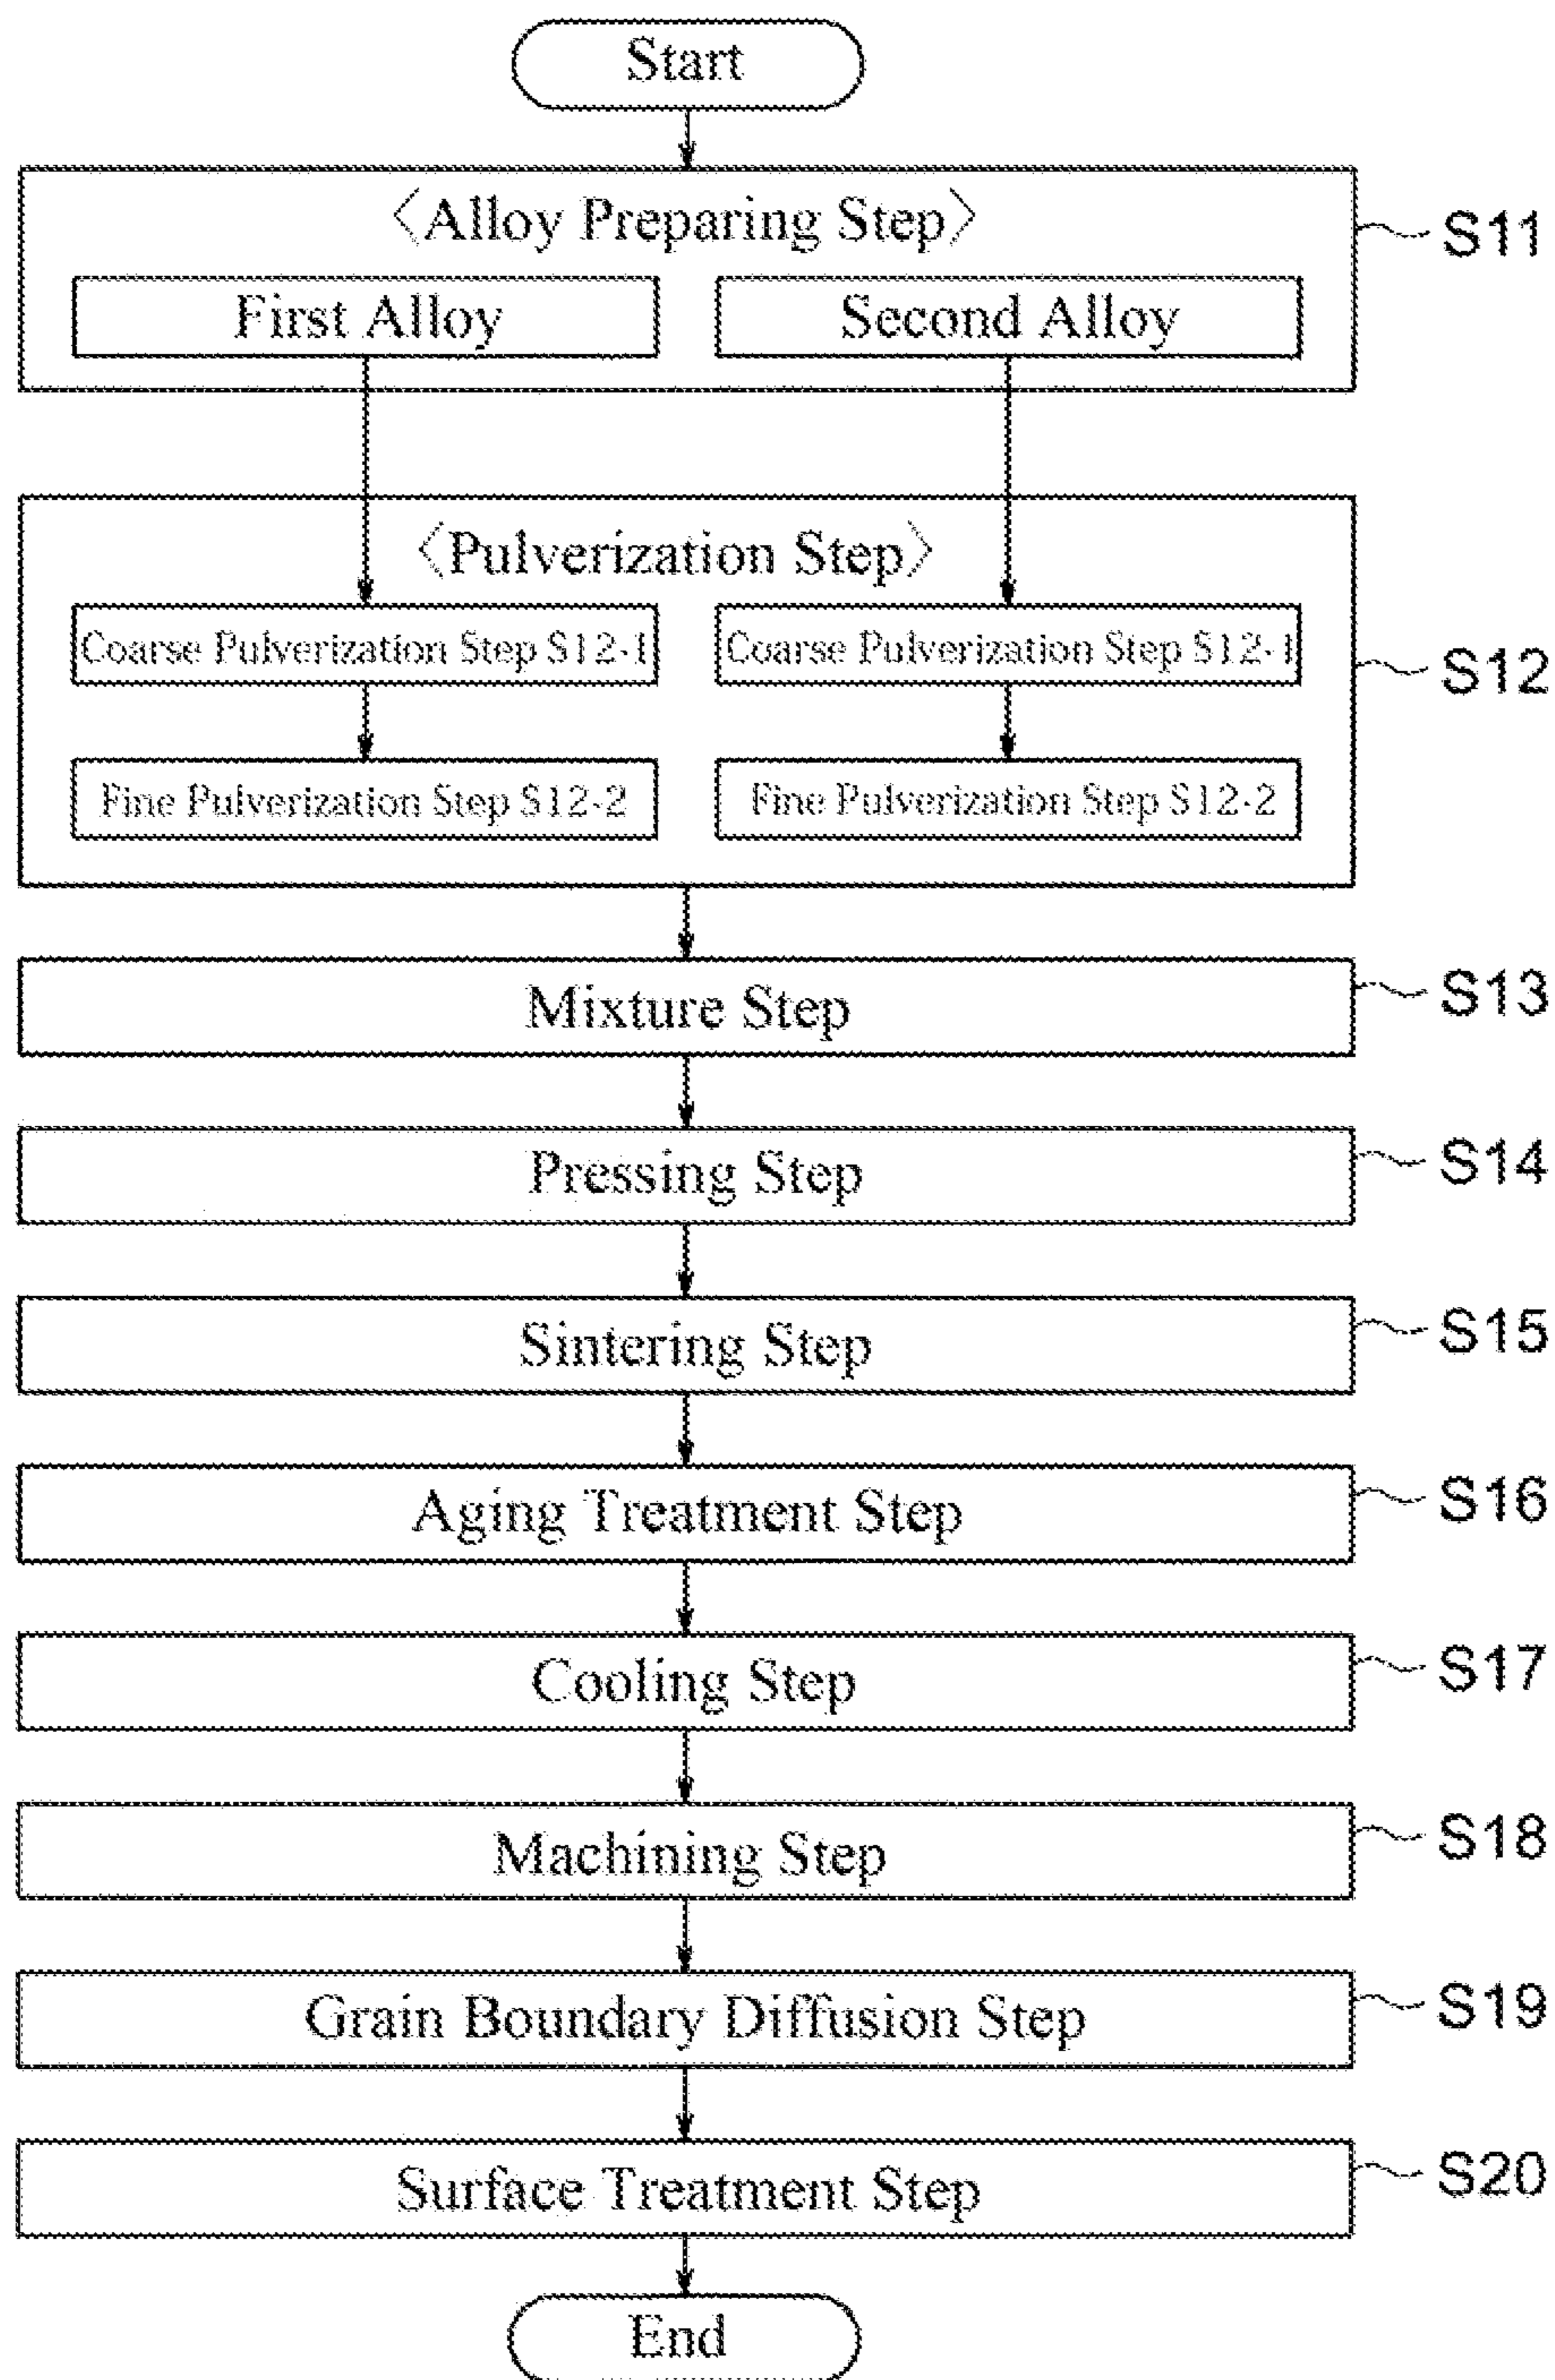 Start
〈Alloy Preparing Step〉
S11
First Alloy
Second Alloy
〈Pulverization Step〉
Coarse Pulverization Step S12-1
Coarse Pulverization Step S12-1
S12
Fine Pulverization Step S12-2
Fine Pulverization Step S12-2
Mixture Step
S13
Pressing Step
S14
Sintering Step
S15
Aging Treatment Step
S16
Cooling Step
S17
Machining Step
S18
Grain Boundary Diffusion Step
S19
Surface Treatment Step
S20
End